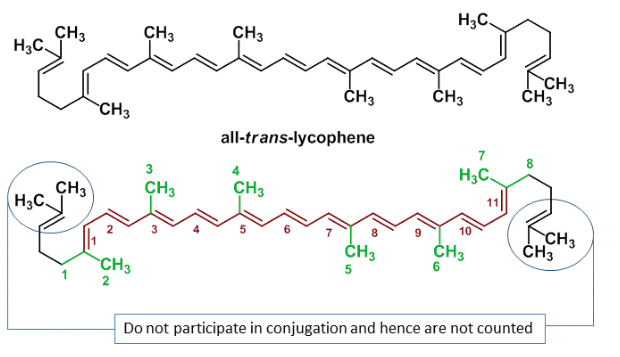 H3C
CH3
H3C
CH3
CH3
CH3
CH3
CH3
CH3
CH3
all-trans-lycophene
3
4
7
8
H3C
CH3
CH3
CH3
H3C
11
1
2
3
4
5
6
7
8
9
10
CH3
CH3
CH3
CH3
CH3
1
2
5
6
Do not participate in conjugation and hence are not counted